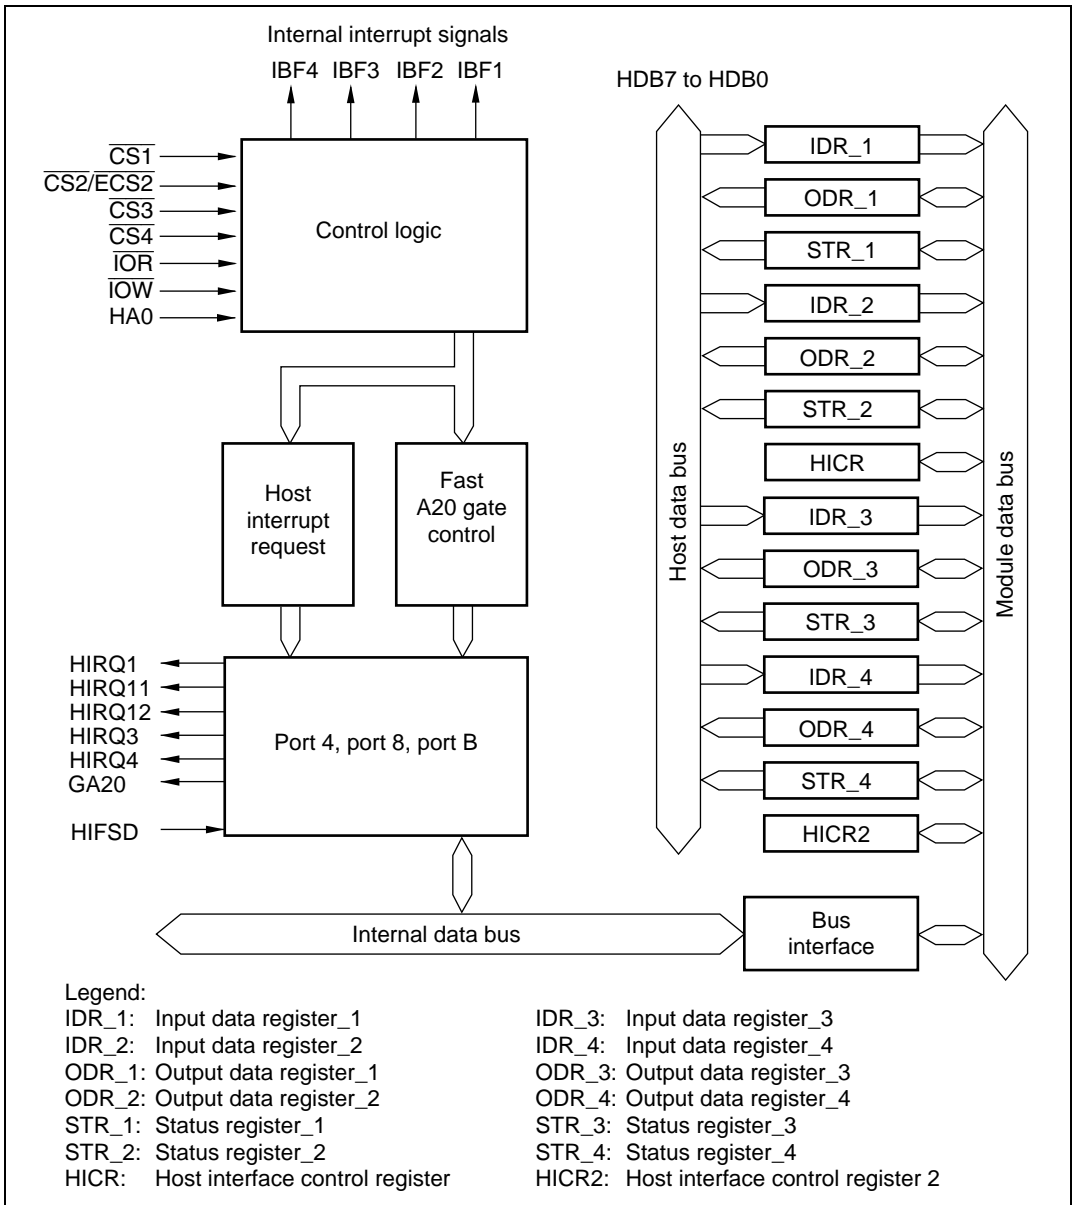 Internal interrupt signals
IBF4 IBF3 IBF2 IBF1
CS1
CS2/ECS2
CS3
CS4
IOR
IOW
HA0
Control logic
Host
interrupt
request
Fast
A20 gate
control
HIRQ1
HIRQ11
HIRQ12
HIRQ3
HIRQ4
GA20
HIFSD
Port 4, port 8, port B
HDB7 to HDB0
Host data bus
IDR_1
ODR_1
STR_1
IDR_2
ODR_2
STR_2
HICR
IDR_3
ODR_3
STR_3
IDR_4
ODR_4
STR_4
HICR2
Module data bus
Internal data bus
Bus
interface
Legend:
IDR_1: Input data register_1
IDR_2: Input data register_2
ODR_1: Output data register_1
ODR_2: Output data register_2
STR_1: Status register_1
STR_2: Status register_2
HICR: Host interface control register
IDR_3: Input data register_3
IDR_4: Input data register_4
ODR_3: Output data register_3
ODR_4: Output data register_4
STR_3: Status register_3
STR_4: Status register_4
HICR2: Host interface control register 2